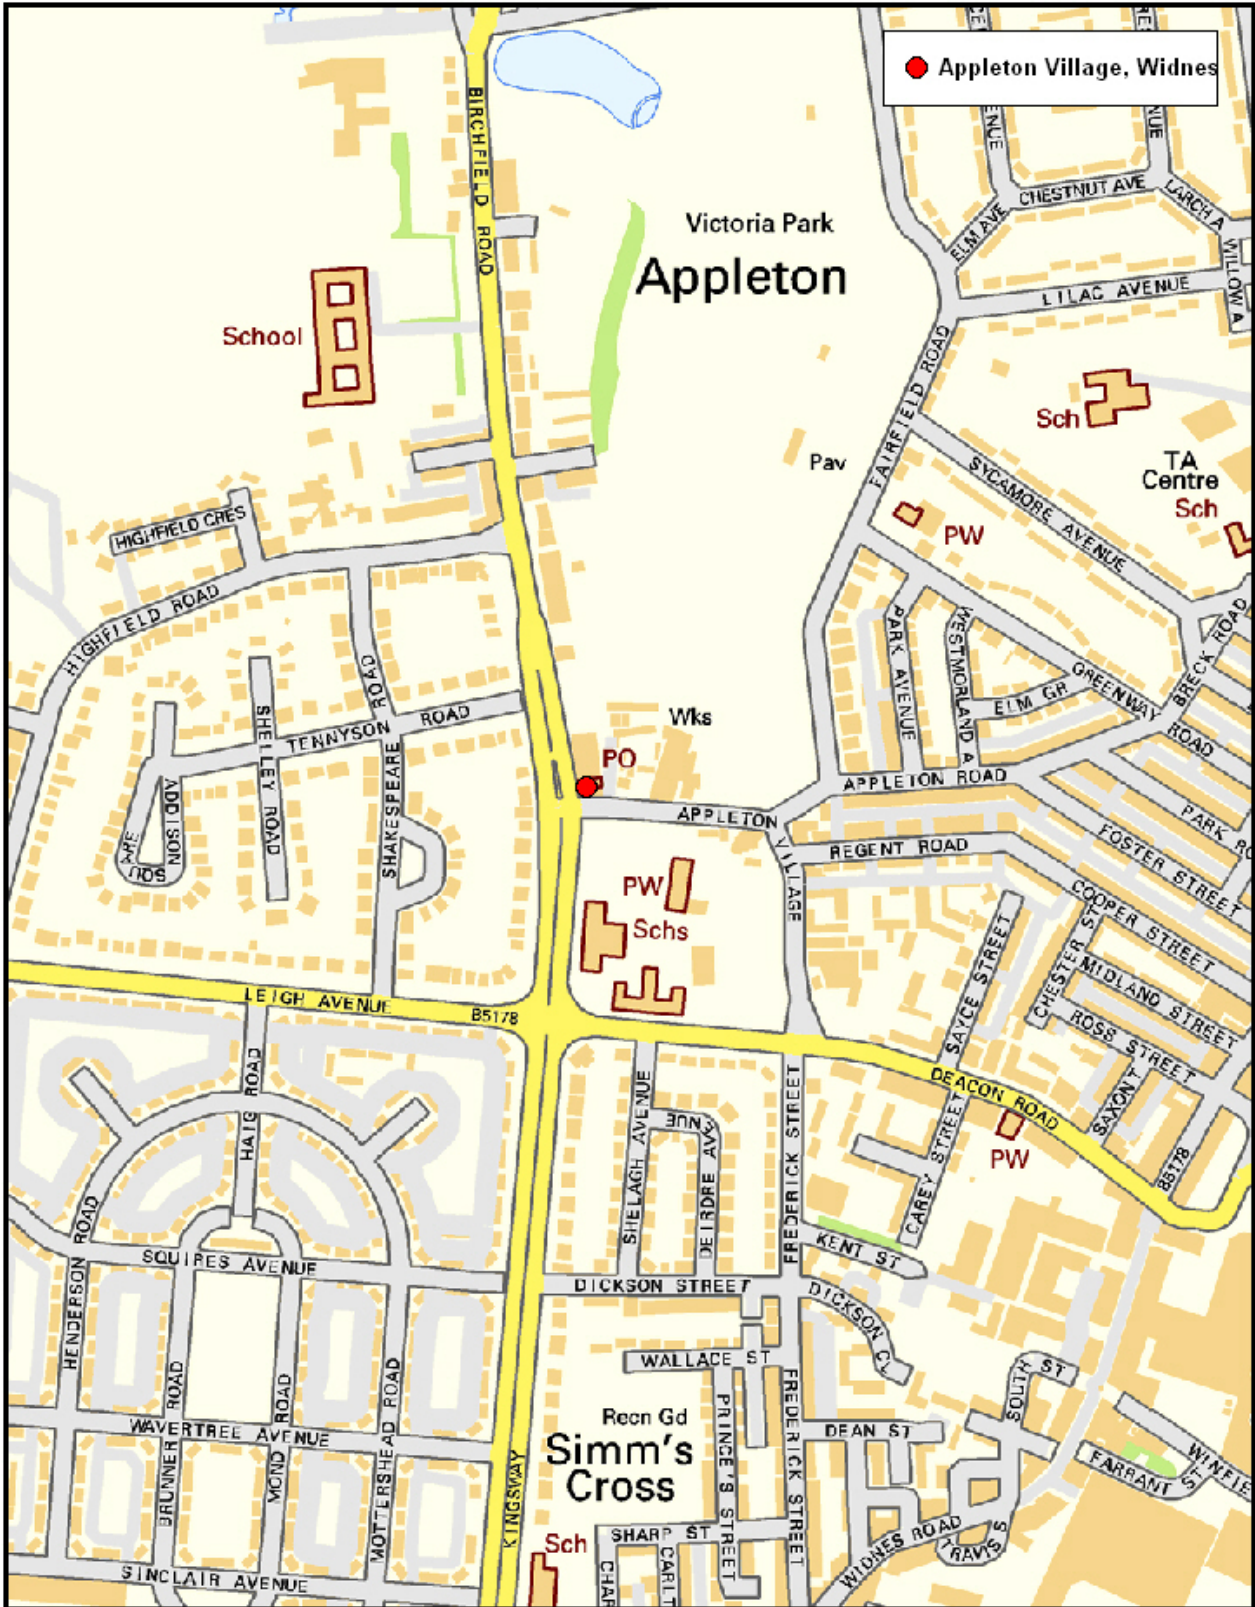 Appleton Village, Widnes
BIRCHFIELD ROAD
CHESTNUT AVE
LARCH A
ELM AVE
WILLOW A
Victoria Park
Appleton
LILAC AVENUE
School
FAIRFIELD ROAD
Sch
Pav
SYCAMORE AVENUE
TA
Centre
Sch
HIGHFIELD CRES
PW
HIGHFIELD ROAD
PARK AVENUE
WESTMORLAND A
BRECK ROAD
SHAKESPEARE ROAD
ELM GR
GREENWAY ROAD
SHELLEY ROAD
TENNYSON ROAD
Wks
PO
APPLETON ROAD
ADDISON SQUARE
APPLETON VILLAGE
PARK RO
FOSTER STREET
REGENT ROAD
PW
COOPER STREET
Schs
SAYCE STREET
CHESTER ST
MIDLAND STREET
LEIGH AVENUE
B5178
ROSS STREET
HAIG ROAD
DEACON ROAD
SAXON T
SHELAGH AVENUE
DEIRDRE AVENUE
FREDERICK STREET
CAREY STREET
PW
B5178
HENDERSON ROAD
SQUIRES AVENUE
KENT ST
DICKSON STREET
DICKSON CL
WALLACE ST
SOUTH ST
BRUNNER ROAD
MOND ROAD
MOTTERSHEAD ROAD
WAVERTREE AVENUE
Recn Gd
Simm's
Cross
PRINCE'S STREET
FREDERICK STREET
DEAN ST
FARRANT ST
WINFIE
KINGSWAY
SHARP ST
Sch
CHAR
CARLT
WIDNES ROAD
TRAVIS S
SINCLAIR AVENUE